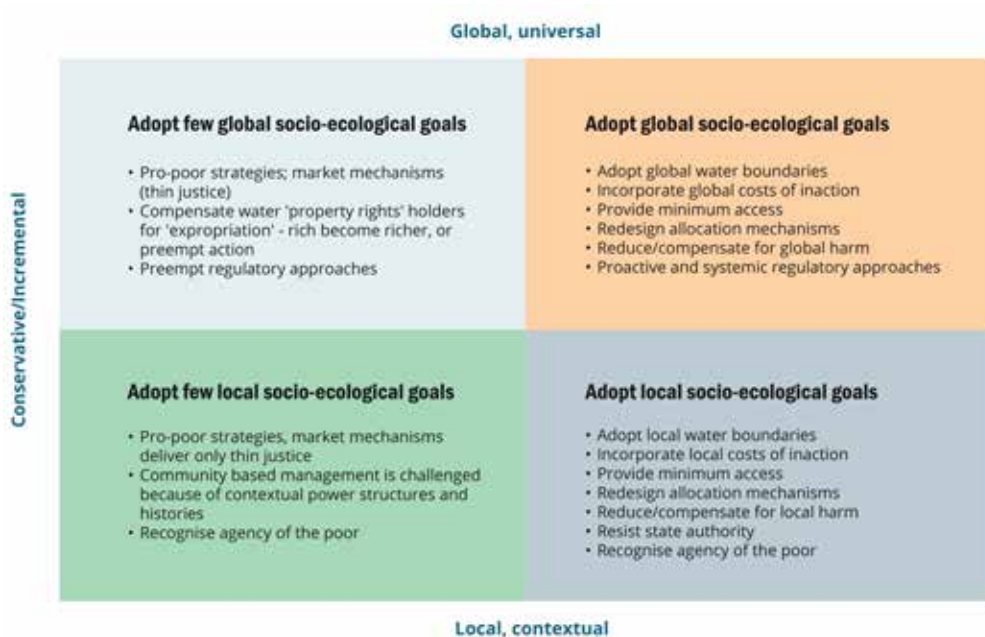 Global, universal
Conservative/Incremental
Adopt few global socio-ecological goals
• Pro-poor strategies; market mechanisms
(thin justice)
• Compensate water 'property rights' holders
for 'expropriation' - rich become richer, or
preempt action
• Preempt regulatory approaches
Adopt global socio-ecological goals
• Adopt global water boundaries
• Incorporate global costs of inaction
• Provide minimum access
• Redesign allocation mechanisms
• Reduce/compensate for global harm
• Proactive and systemic regulatory approaches
Adopt few local socio-ecological goals
• Pro-poor strategies, market mechanisms
deliver only thin justice
• Community based management is challenged
because of contextual power structures and
histories
• Recognise agency of the poor
Adopt local socio-ecological goals
• Adopt local water boundaries
• Incorporate local costs of inaction
• Provide minimum access
• Redesign allocation mechanisms
• Reduce/compensate for local harm
• Resist state authority
• Recognise agency of the poor
Local, contextual